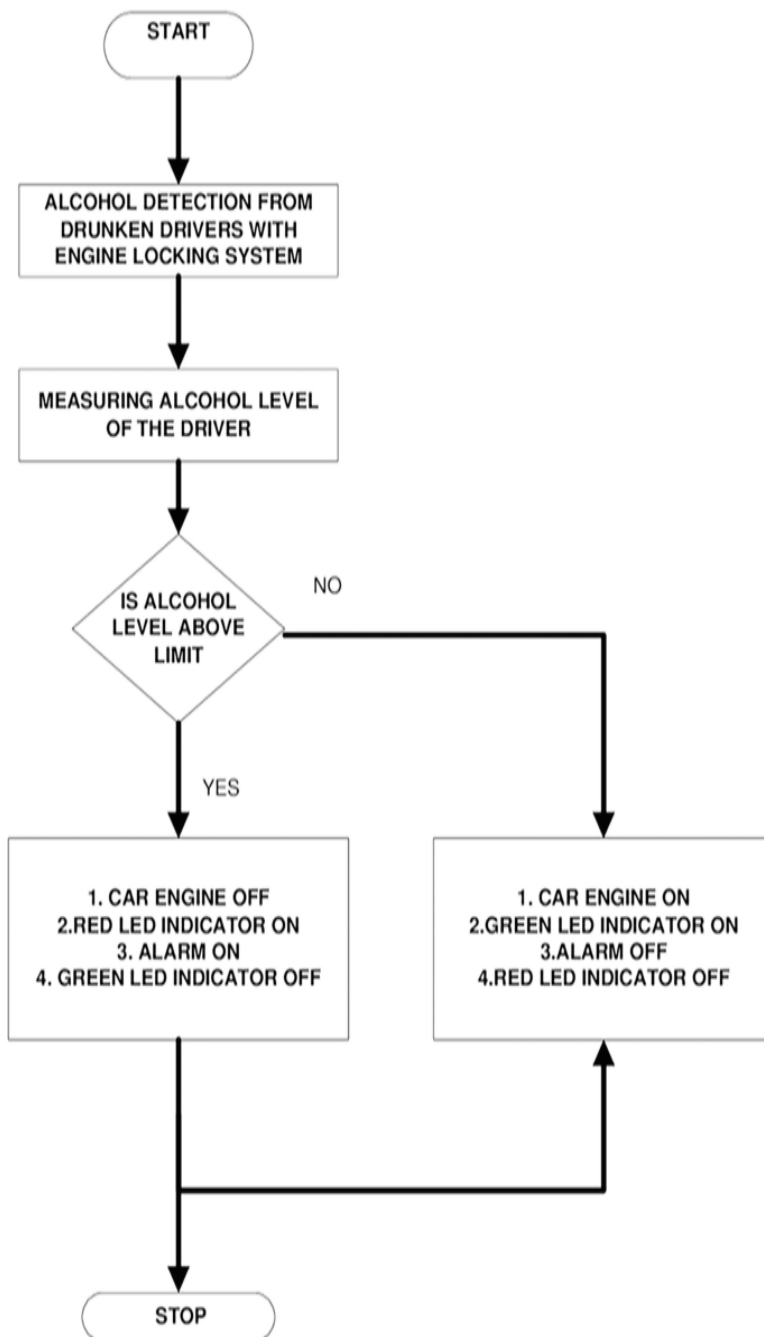 START
ALCOHOL DETECTION FROM
DRUNKEN DRIVERS WITH
ENGINE LOCKING SYSTEM
MEASURING ALCOHOL LEVEL
OF THE DRIVER
IS ALCOHOL
LEVEL ABOVE
LIMIT
NO
YES
1. CAR ENGINE OFF
2.RED LED INDICATOR ON
3. ALARM ON
4. GREEN LED INDICATOR OFF
1. CAR ENGINE ON
2.GREEN LED INDICATOR ON
3.ALARM OFF
4.RED LED INDICATOR OFF
STOP